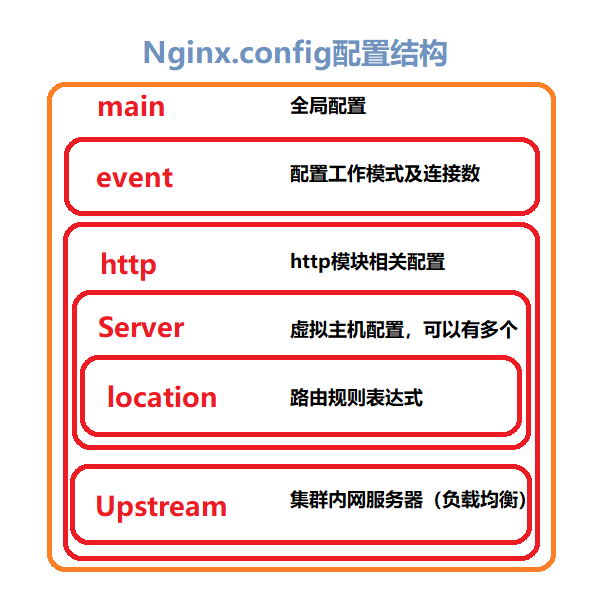 Nginx.config配置结构
main 全局配置
event 配置工作模式及连接数
http http模块相关配置
Server 虚拟主机配置，可以有多个
location 路由规则表达式
Upstream 集群内网服务器（负载均衡）